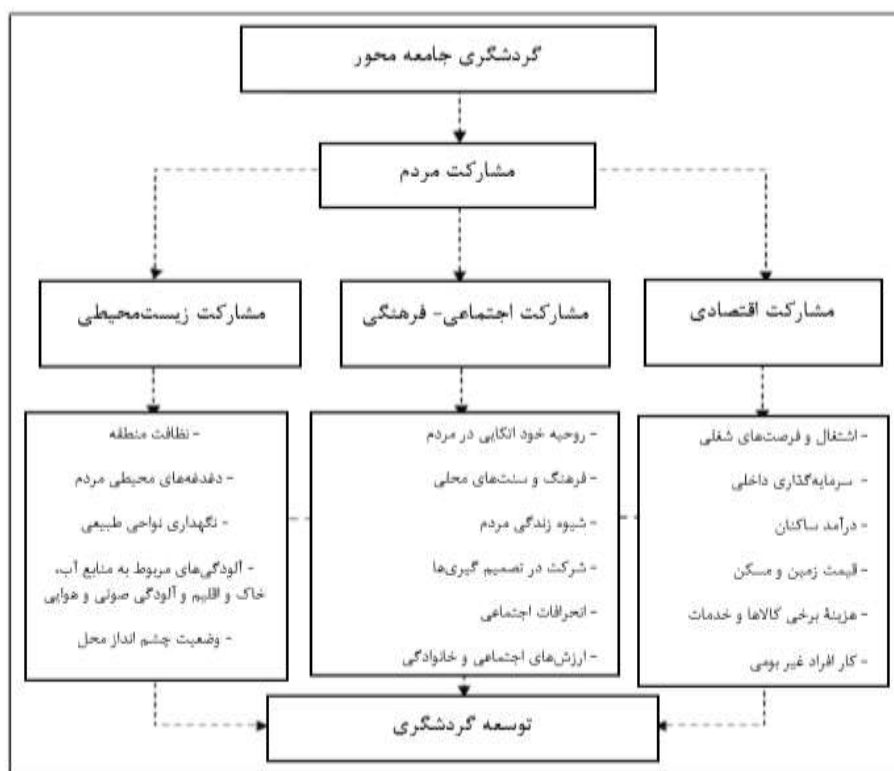 گردشگری جامعه محور
مشارکت مردم
مشارکت اقتصادی
مشارکت اجتماعی- فرهنگی
مشارکت زیست‌محیطی
- اشتغال و فرصت‌های شغلی
- سرمایه‌گذاری داخلی
- درآمد ساکنان
- قیمت زمین و مسکن
- هزینهٔ برخی کالاها و خدمات
- کار افراد غیر بومی
- روحیه خود اتکایی در مردم
- فرهنگ و سنت‌های محلی
- شیوه زندگی مردم
- شرکت در تصمیم گیری‌ها
- انحرافات اجتماعی
- ارزش‌های اجتماعی و خانوادگی
- نظافت منطقه
- دغدغه‌های محیطی مردم
- نگهداری نواحی طبیعی
- آلودگی‌های مربوط به منابع آب،
خاک و اقلیم و آلودگی صوتی و هوایی
- وضعیت چشم انداز محل
توسعه گردشگری